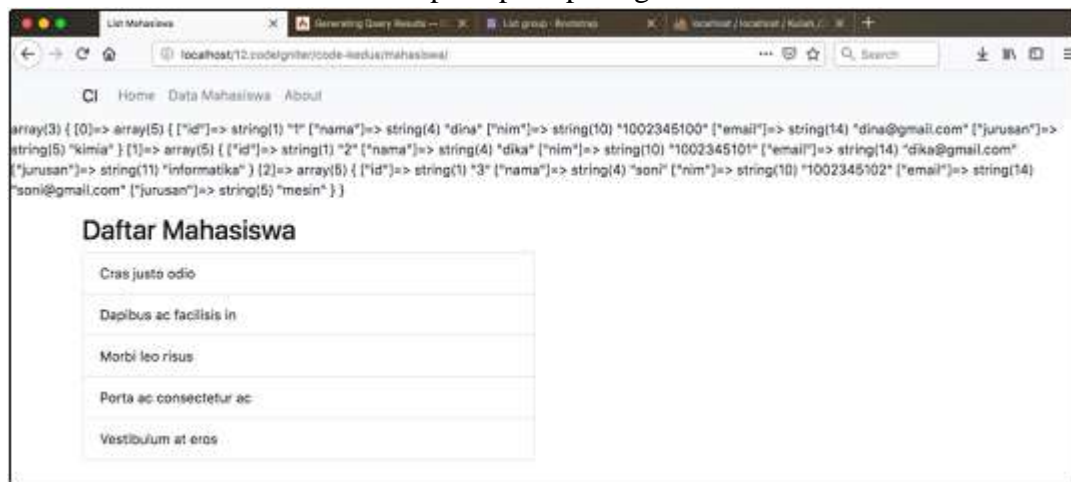 List Mahasiswa
Generating Query Results —
List group · Bootstrap
localhost/12.codeigniter/code-kedua/mahasiswa/
Search
CI Home Data Mahasiswa About
array(3) { [0]=> array(5) { ["id"]=> string(1) "1" ["nama"]=> string(4) "dina" ["nim"]=> string(10) "1002345100" ["email"]=> string(14) "dina@gmail.com" ["jurusan"]=>
string(5) "kimia" } [1]=> array(5) { ["id"]=> string(1) "2" ["nama"]=> string(4) "dika" ["nim"]=> string(10) "1002345101" ["email"]=> string(14) "dika@gmail.com"
["jurusan"]=> string(11) "informatika" } [2]=> array(5) { ["id"]=> string(1) "3" ["nama"]=> string(4) "soni" ["nim"]=> string(10) "1002345102" ["email"]=> string(14)
"soni@gmail.com" ["jurusan"]=> string(5) "mesin" } }
Daftar Mahasiswa
Cras justo odio
Dapibus ac facilisis in
Morbi leo risus
Porta ac consectetur ac
Vestibulum at eros